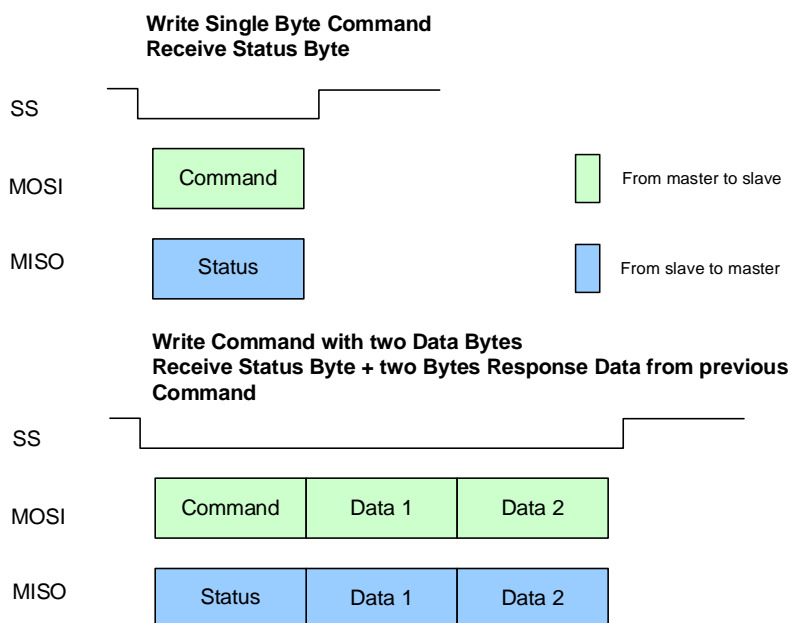 Write Single Byte Command
Receive Status Byte
SS
MOSI
Command
From master to slave
MISO
Status
From slave to master
Write Command with two Data Bytes
Receive Status Byte + two Bytes Response Data from previous
Command
SS
MOSI
Command
Data 1
Data 2
MISO
Status
Data 1
Data 2